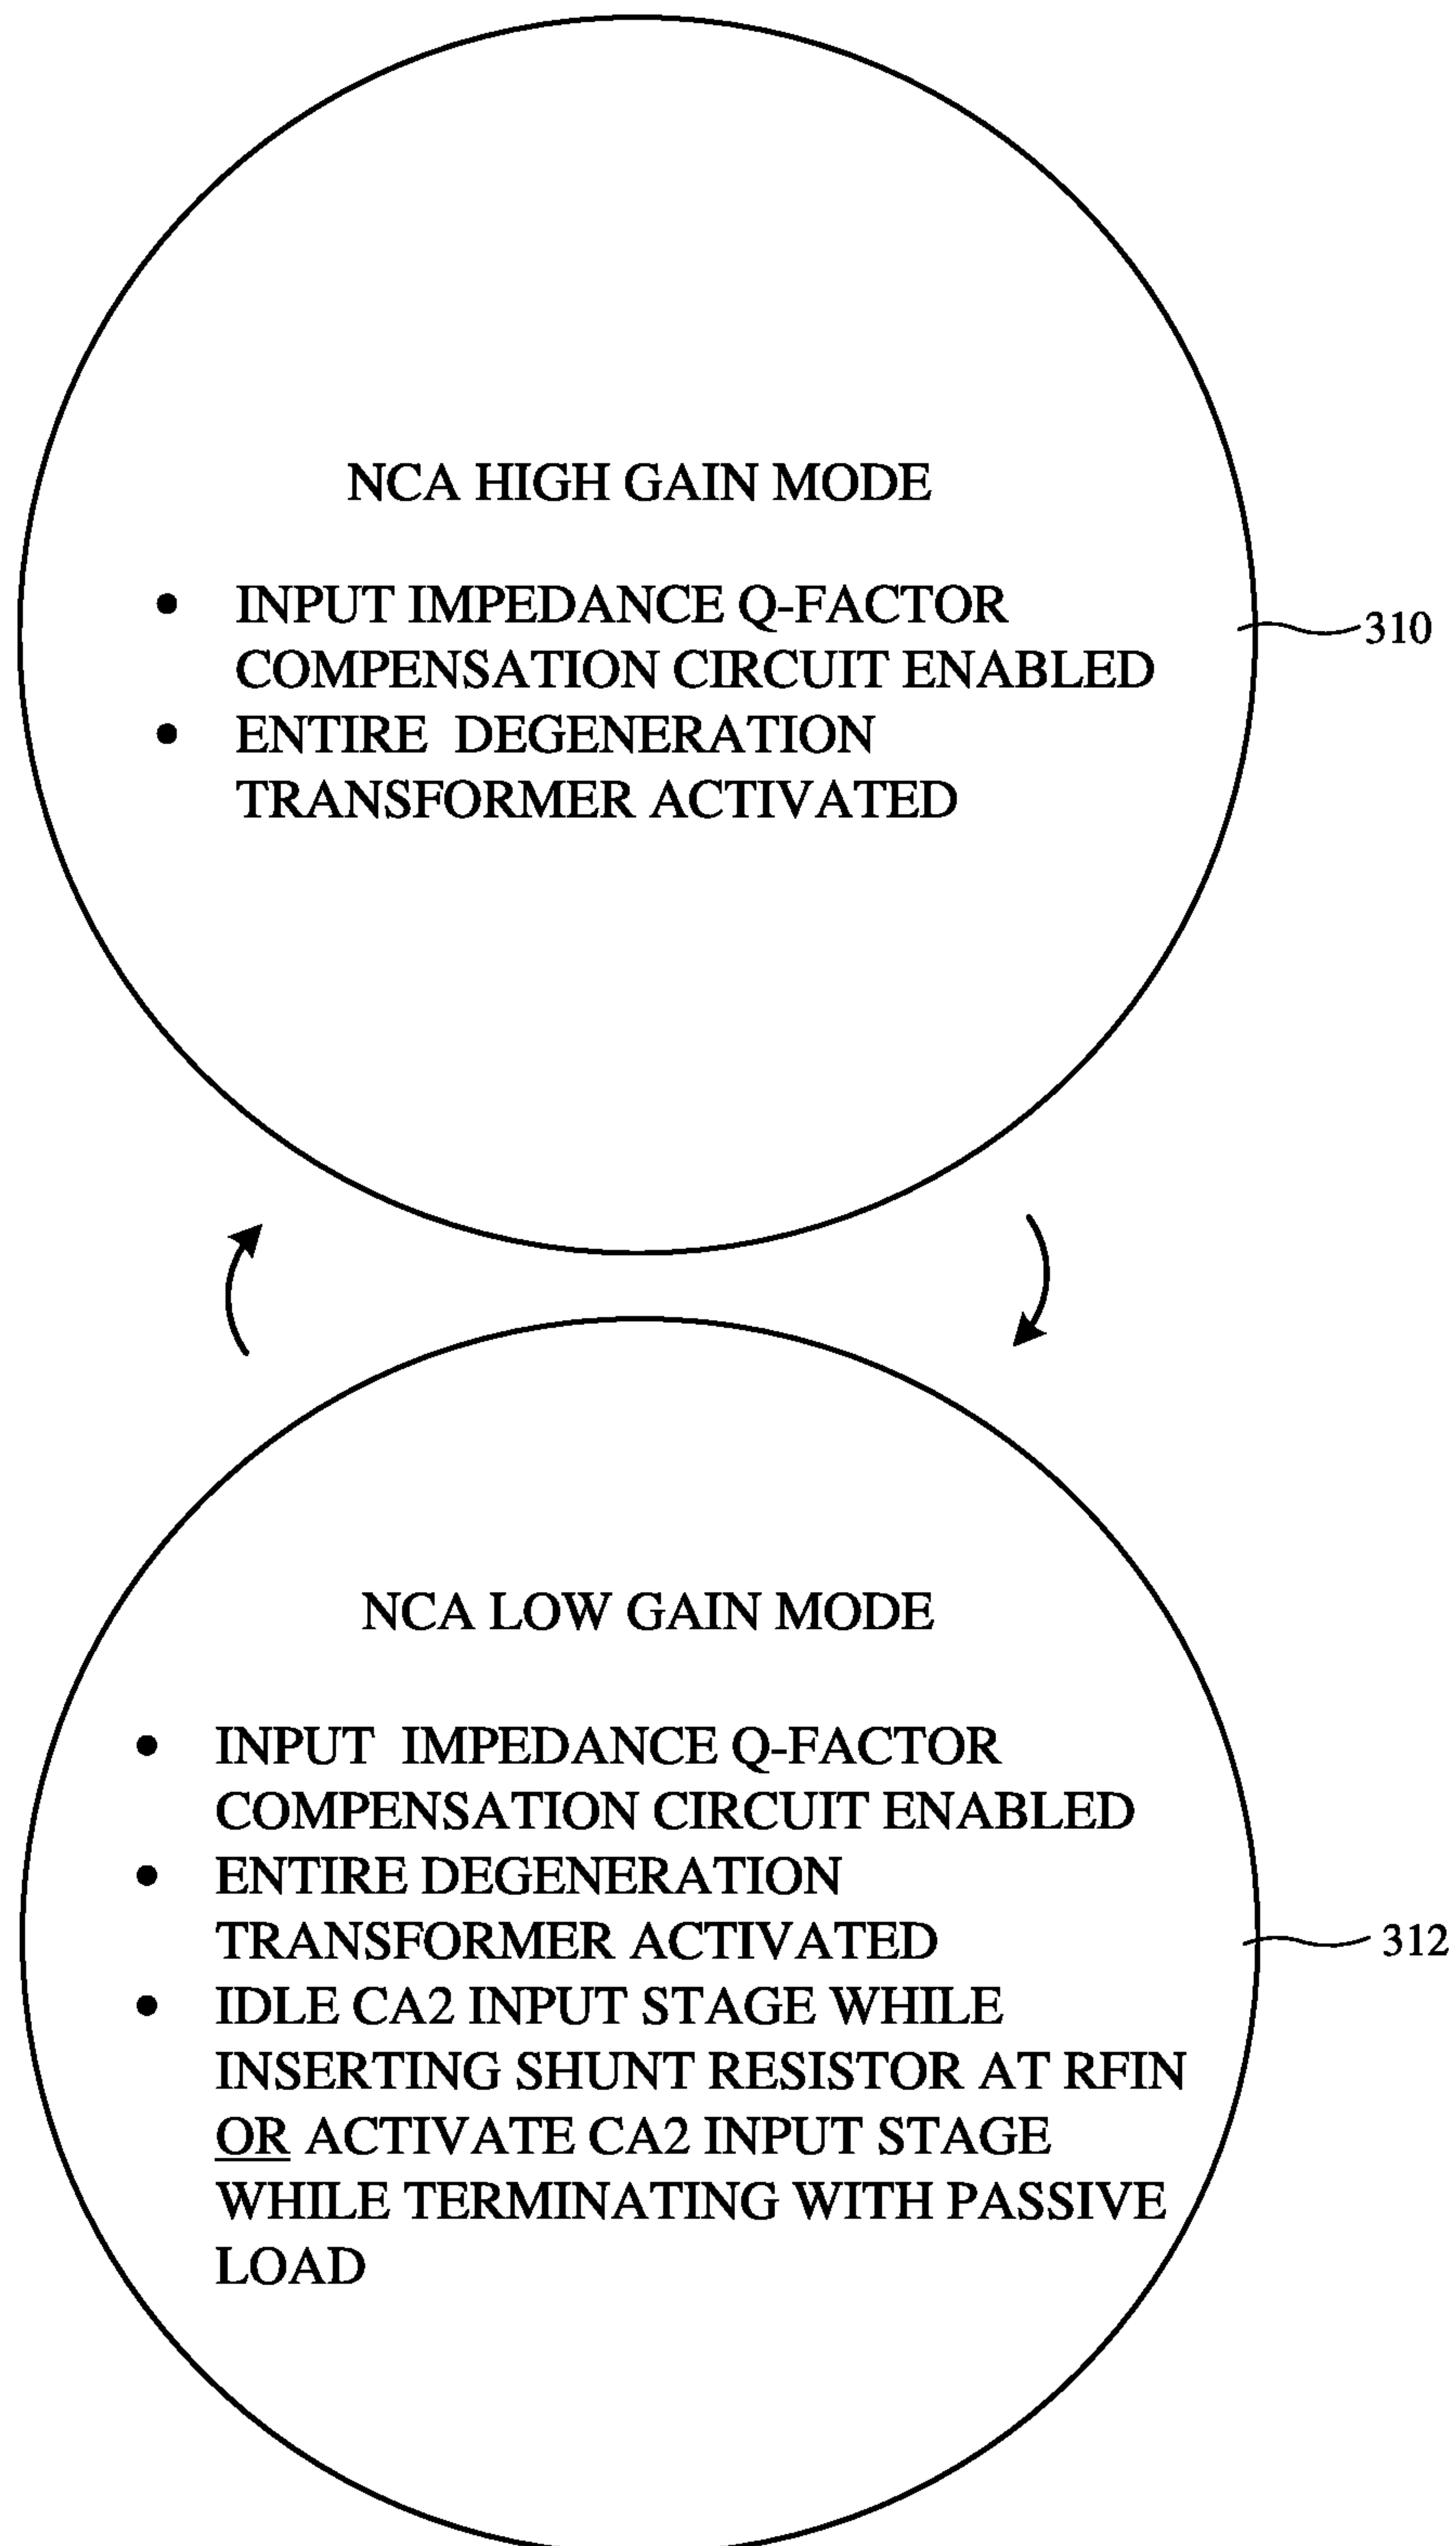 NCA HIGH GAIN MODE
• INPUT IMPEDANCE Q-FACTOR
COMPENSATION CIRCUIT ENABLED
• ENTIRE DEGENERATION
TRANSFORMER ACTIVATED
310
NCA LOW GAIN MODE
• INPUT IMPEDANCE Q-FACTOR
COMPENSATION CIRCUIT ENABLED
• ENTIRE DEGENERATION
TRANSFORMER ACTIVATED
312
• IDLE CA2 INPUT STAGE WHILE
INSERTING SHUNT RESISTOR AT RFIN
OR ACTIVATE CA2 INPUT STAGE
WHILE TERMINATING WITH PASSIVE
LOAD